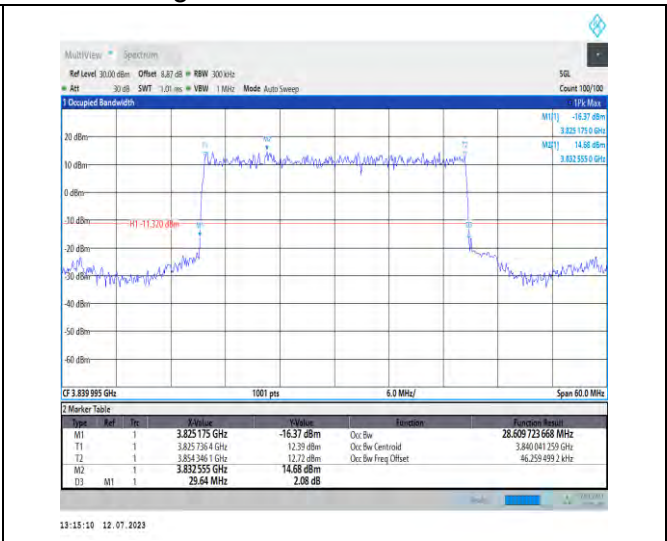 MultiView Spectrum
Ref Level 30.00 dBm Offset 8.87 dB RBW 300 kHz SGL
Att 30 dB SWT 1.01 ms VBW 1 MHz Mode Auto Sweep Count 100/100
1 Occupied Bandwidth 1Pk Max
M1[1] -16.37 dBm
3.825 175 0 GHz
M2[1] 14.68 dBm
3.832 555 0 GHz
20 dBm
10 dBm
0 dBm
-10 dBm
H1 -11.320 dBm
-20 dBm
-30 dBm
-40 dBm
-50 dBm
-60 dBm
CF 3.839 995 GHz 1001 pts 6.0 MHz/ Span 60.0 MHz
2 Marker Table
Type Ref Trc X-Value Y-Value Function Function Result
M1 1 3.825 175 GHz -16.37 dBm Occ Bw 28.609 723 668 MHz
T1 1 3.825 736 4 GHz 12.39 dBm Occ Bw Centroid 3.840 041 259 GHz
T2 1 3.854 346 1 GHz 12.72 dBm Occ Bw Freq Offset 46.259 499 2 kHz
M2 1 3.832 555 GHz 14.68 dBm
D3 M1 1 29.64 MHz 2.08 dB
13:15:10 12.07.2023